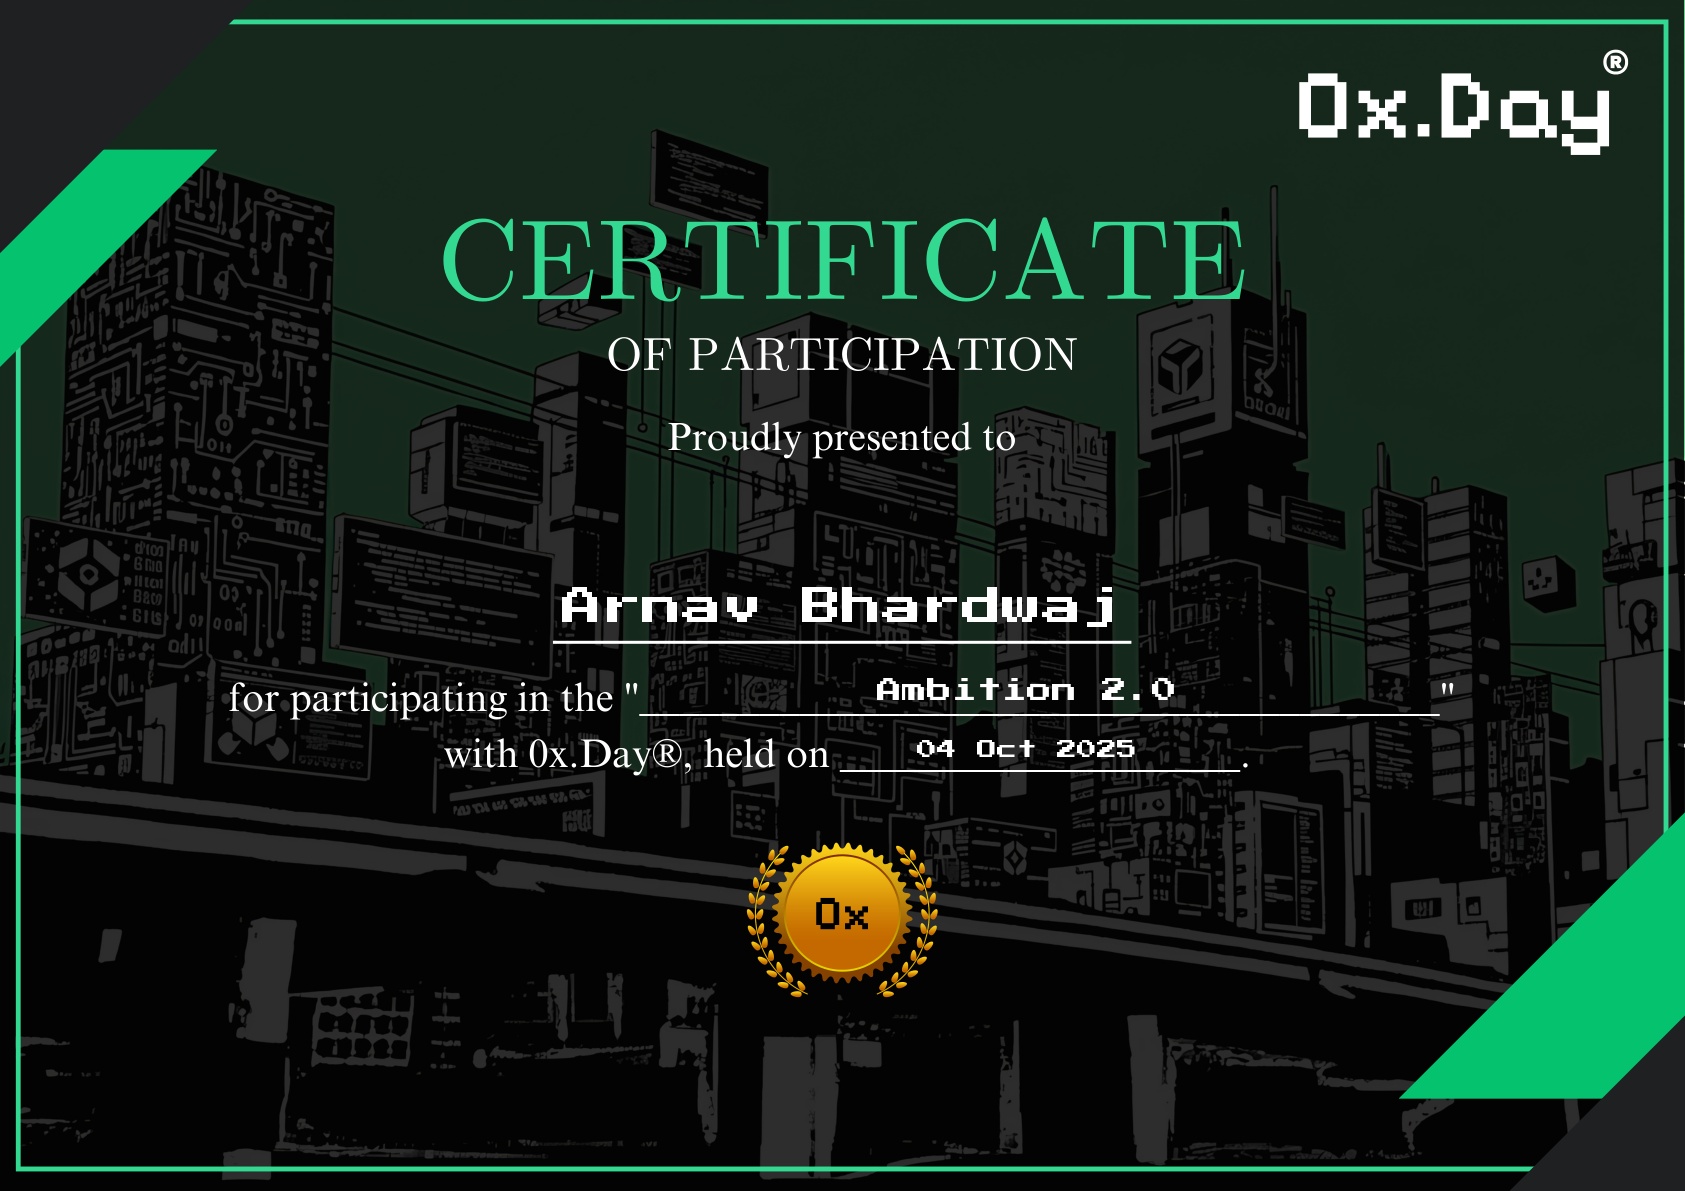 0x.Day®
CERTIFICATE
OF PARTICIPATION
Proudly presented to
Arnav Bhardwaj
for participating in the "Ambition 2.0"
with 0x.Day®, held on 04 Oct 2025.
0x